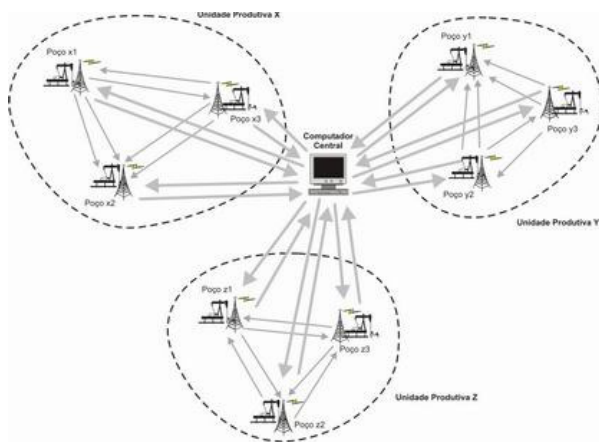 Unidade Produtiva X
Poço x1
Poço x3
Poço x2
Computador
Central
Poço y1
Poço y3
Poço y2
Unidade Produtiva Y
Poço z1
Poço z3
Poço z2
Unidade Produtiva Z